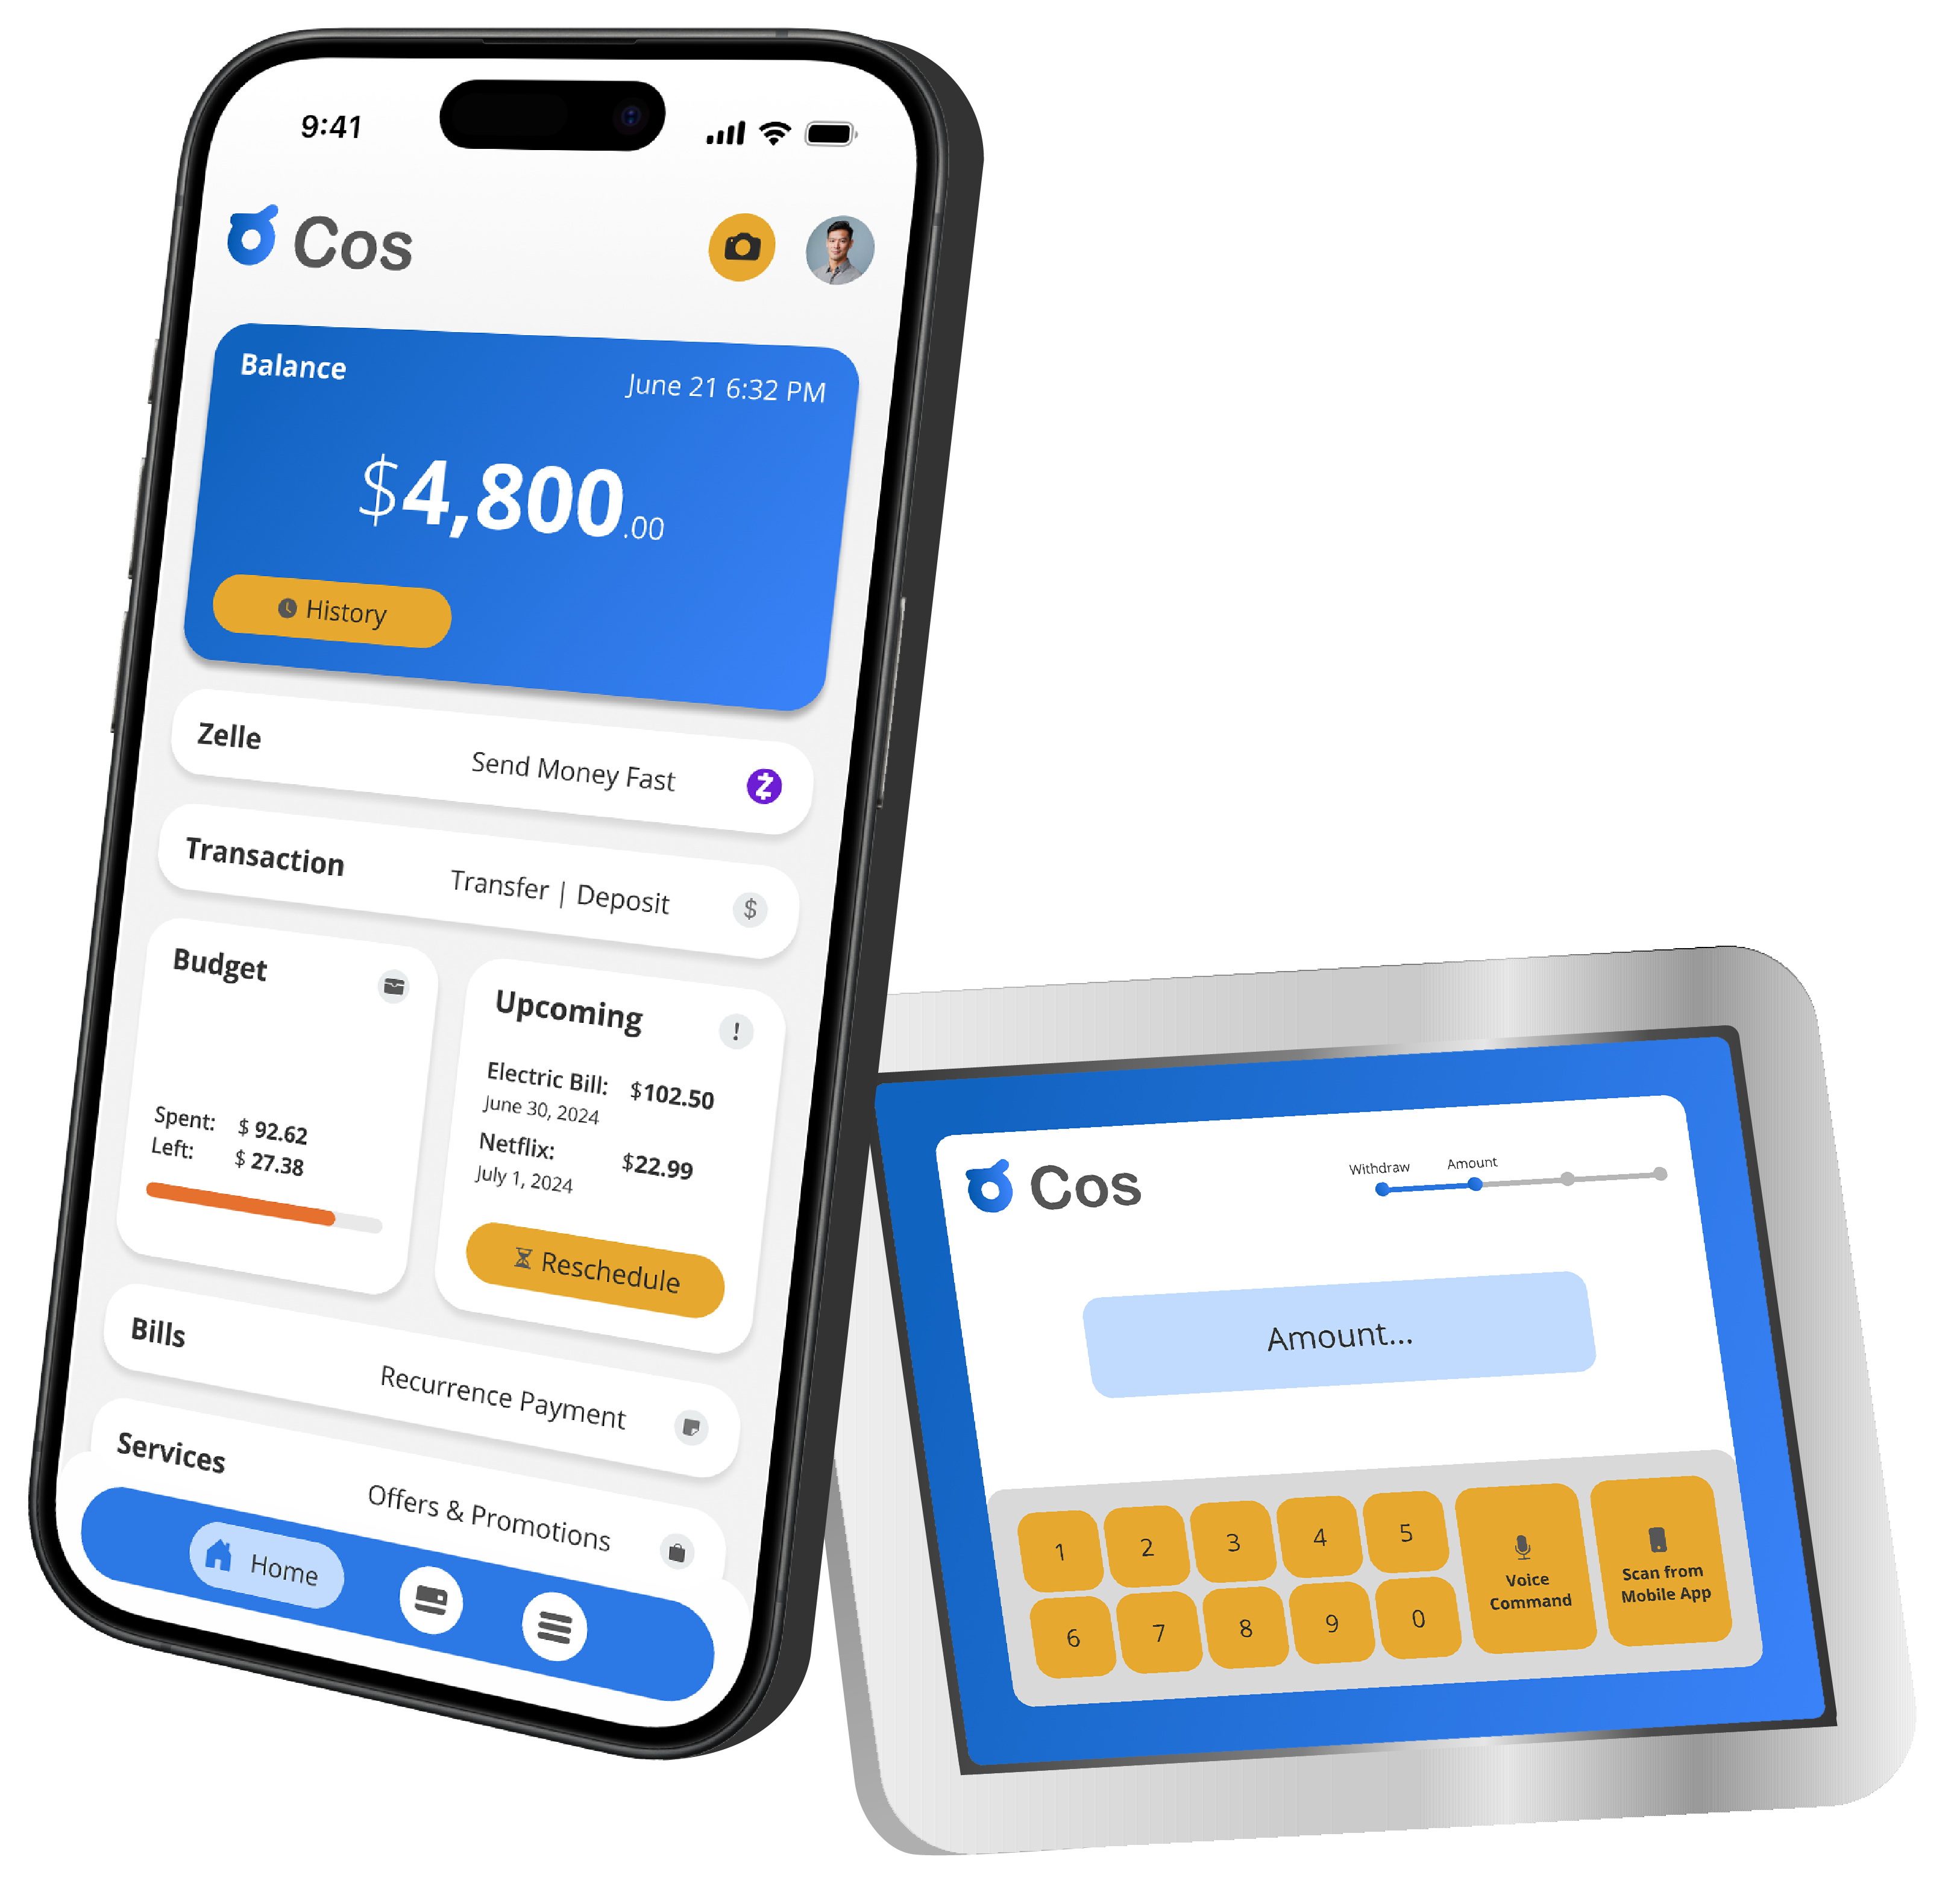 9:41
Cos
Balance
June 21 6:32 PM
$4,800.00
History
Zelle
Send Money Fast
Transaction
Transfer | Deposit
$
Budget
Spent: $ 92.62
Left: $ 27.38
Upcoming
!
Electric Bill: $102.50
June 30, 2024
Netflix: $22.99
July 1, 2024
Reschedule
Bills
Recurrence Payment
Services
Offers & Promotions
Home
Cos
Withdraw Amount
Amount...
1 2 3 4 5
6 7 8 9 0
Voice
Command
Scan from
Mobile App